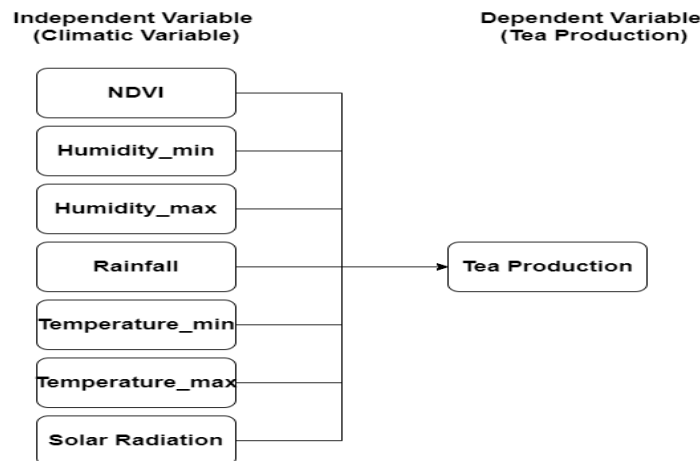 Independent Variable
(Climatic Variable)
Dependent Variable
(Tea Production)
NDVI
Humidity_min
Humidity_max
Rainfall
Tea Production
Temperature_min
Temperature_max
Solar Radiation